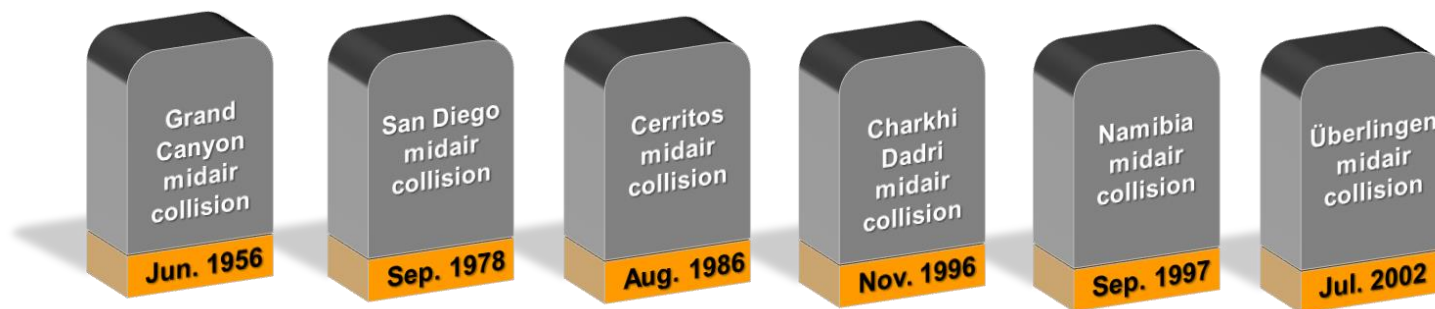 Grand
Canyon
midair
collision
Jun. 1956
San Diego
midair
collision
Sep. 1978
Cerritos
midair
collision
Aug. 1986
Charkhi
Dadri
midair
collision
Nov. 1996
Namibia
midair
collision
Sep. 1997
Überlingen
midair
collision
Jul. 2002